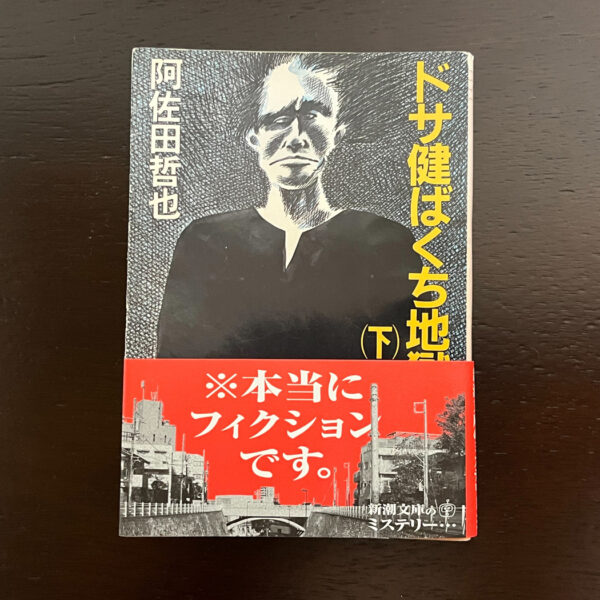 ドサ健ばくち地獄
(下)
阿佐田哲也
※本当に
フィクション
です。
新潮文庫の
ミステリー…